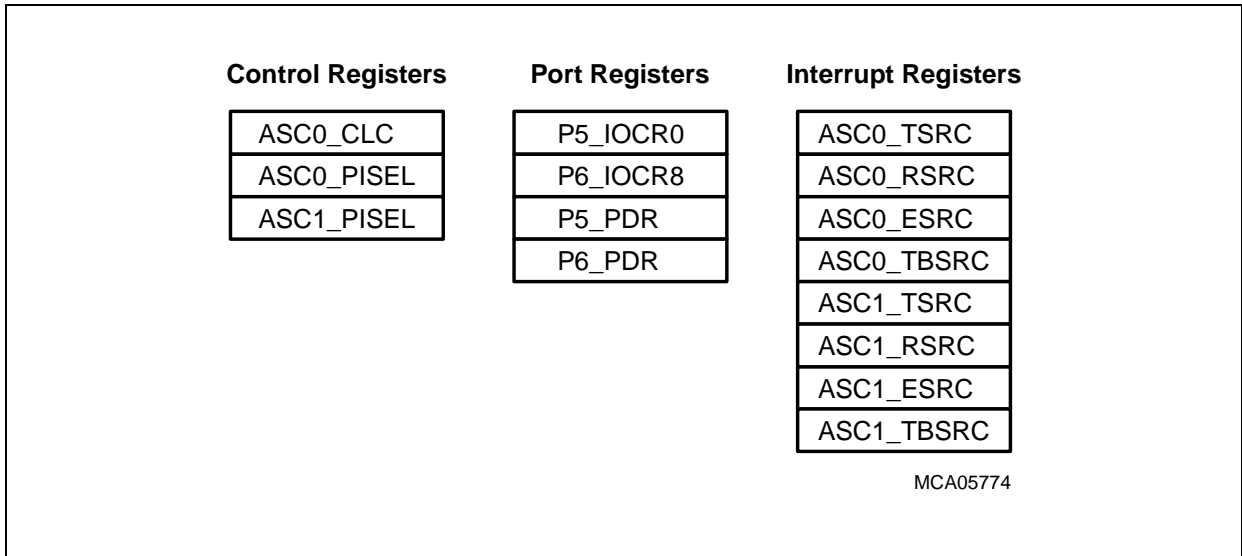 Control Registers
ASC0_CLC
ASC0_PISEL
ASC1_PISEL
Port Registers
P5_IOCR0
P6_IOCR8
P5_PDR
P6_PDR
Interrupt Registers
ASC0_TSRC
ASC0_RSRC
ASC0_ESRC
ASC0_TBSRC
ASC1_TSRC
ASC1_RSRC
ASC1_ESRC
ASC1_TBSRC
MCA05774